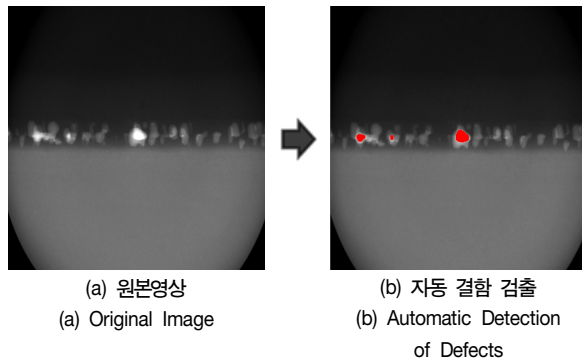 (a) 원본영상
(a) Original Image
(b) 자동 결함 검출
(b) Automatic Detection
of Defects